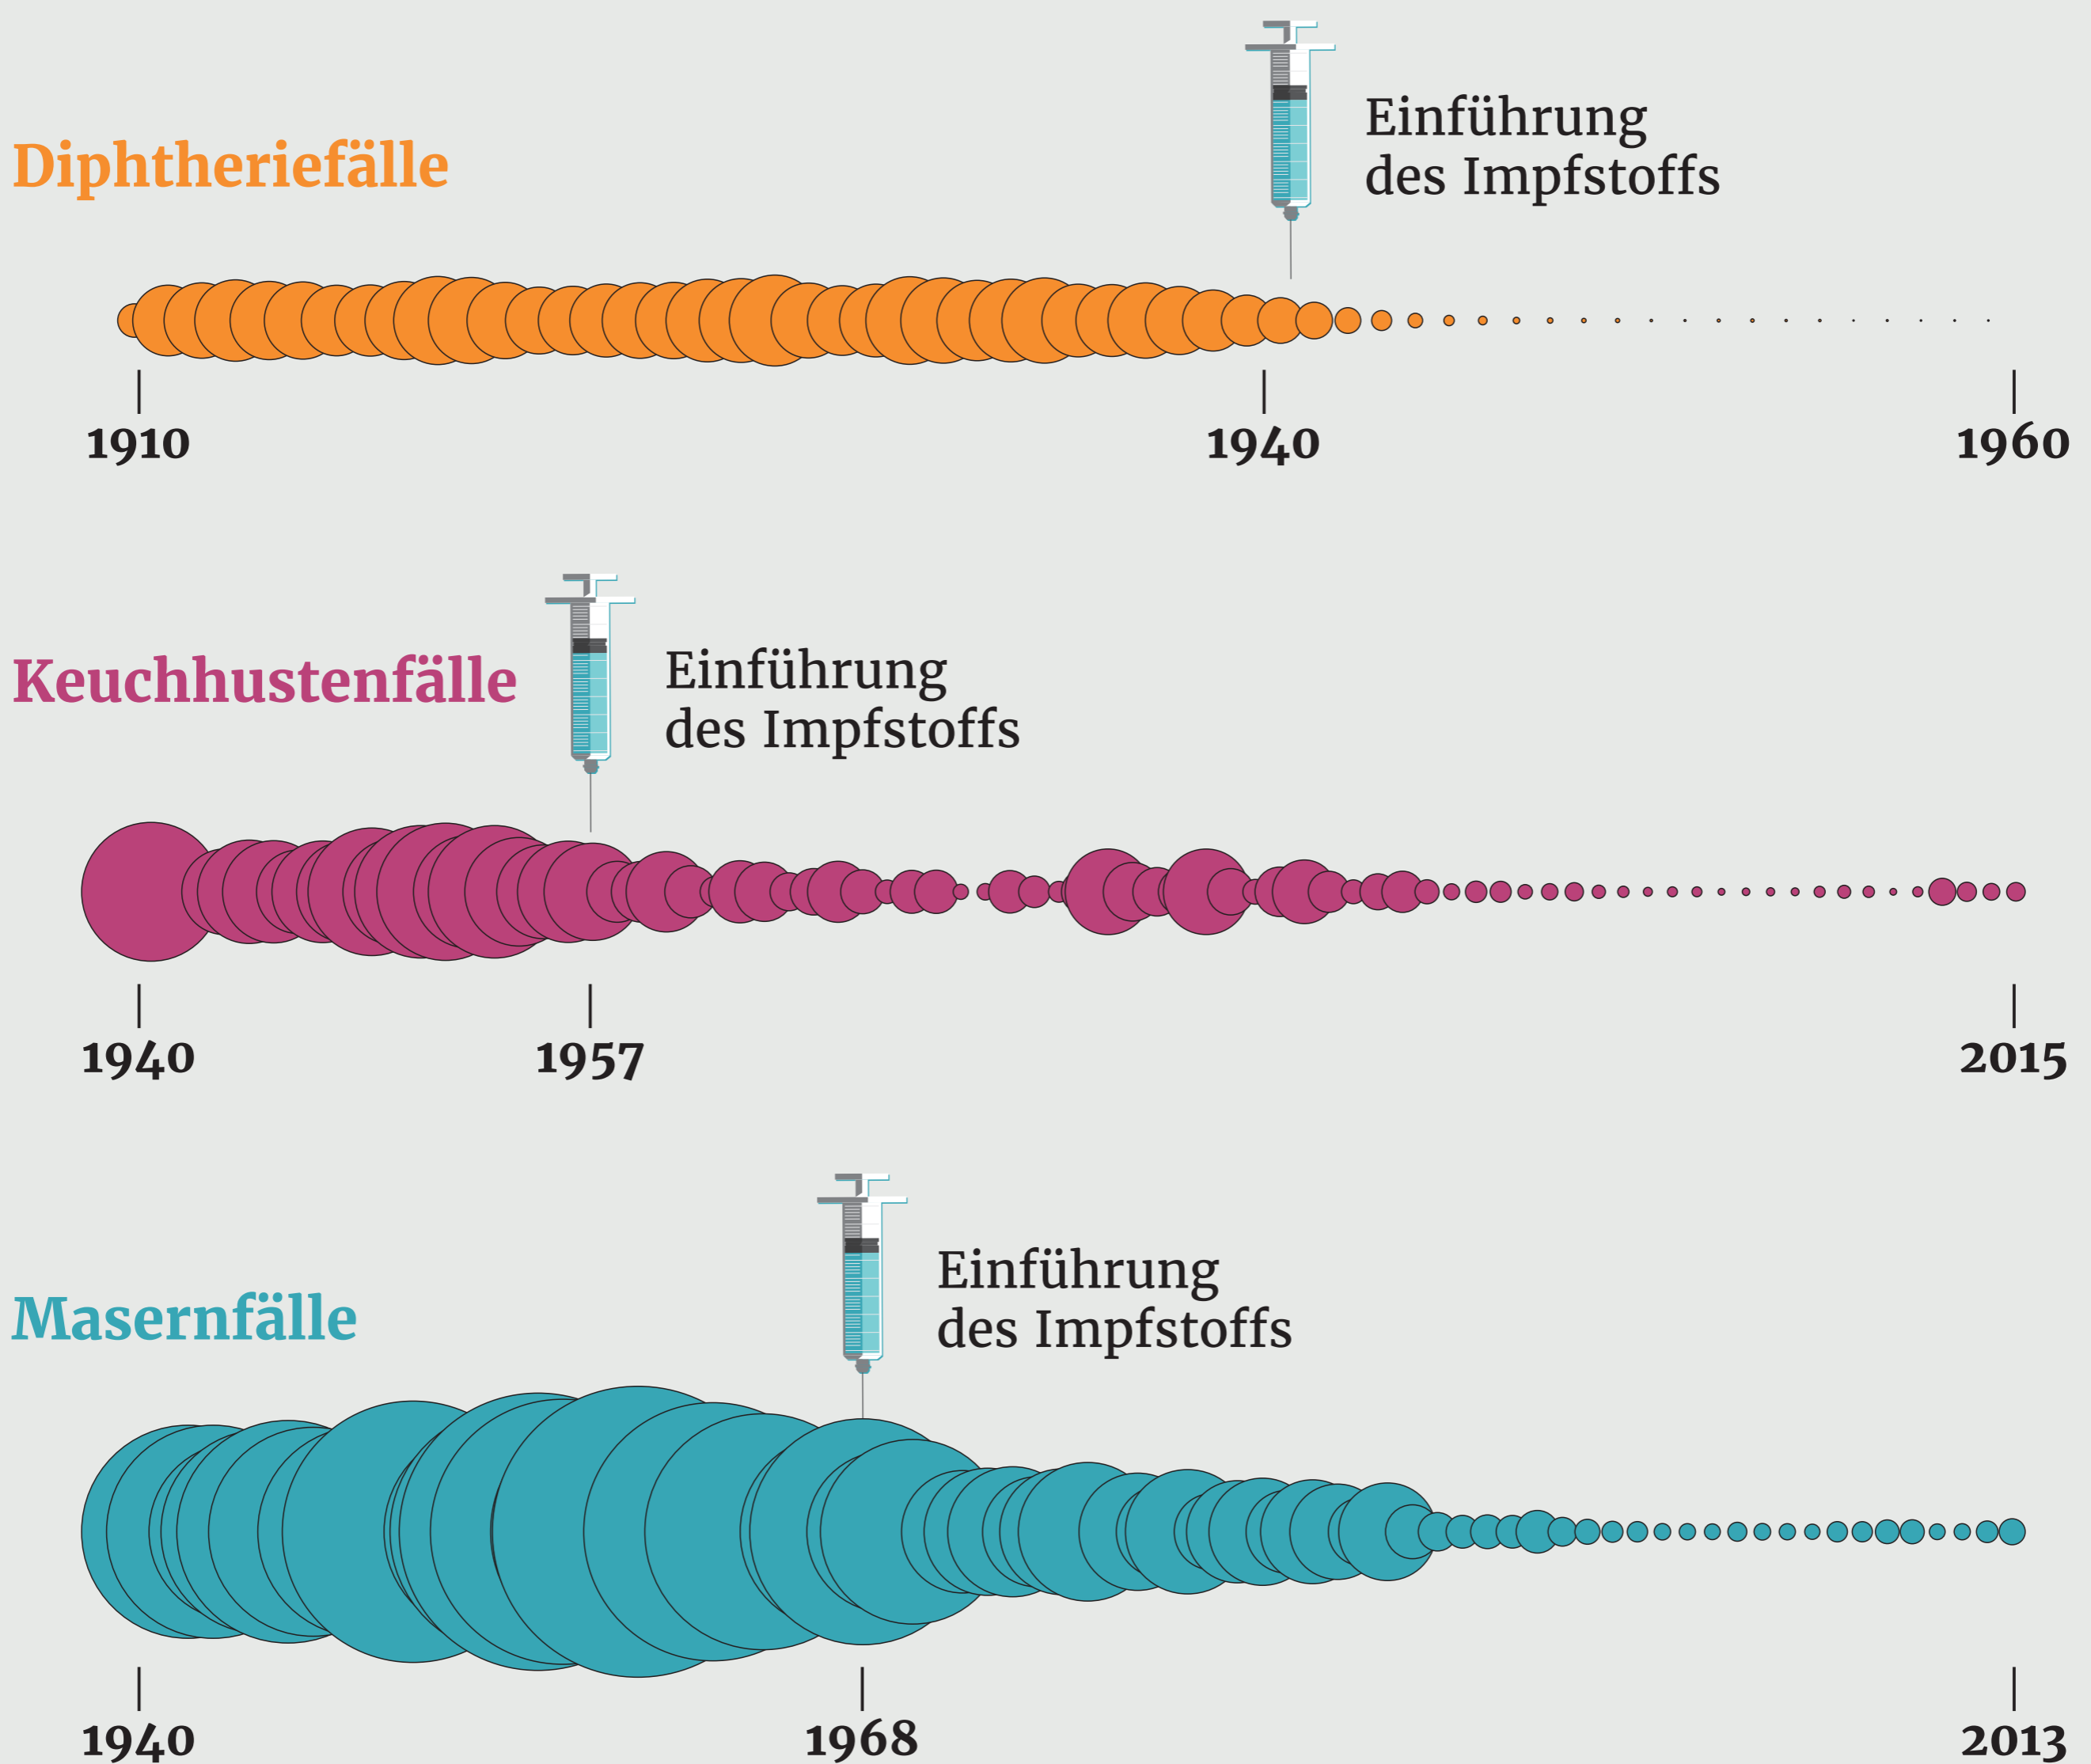 Diphtheriefälle
Einführung
des Impfstoffs
1910
1940
1960
Keuchhustenfälle
Einführung
des Impfstoffs
1940
1957
2015
Masernfälle
Einführung
des Impfstoffs
1940
1968
2013